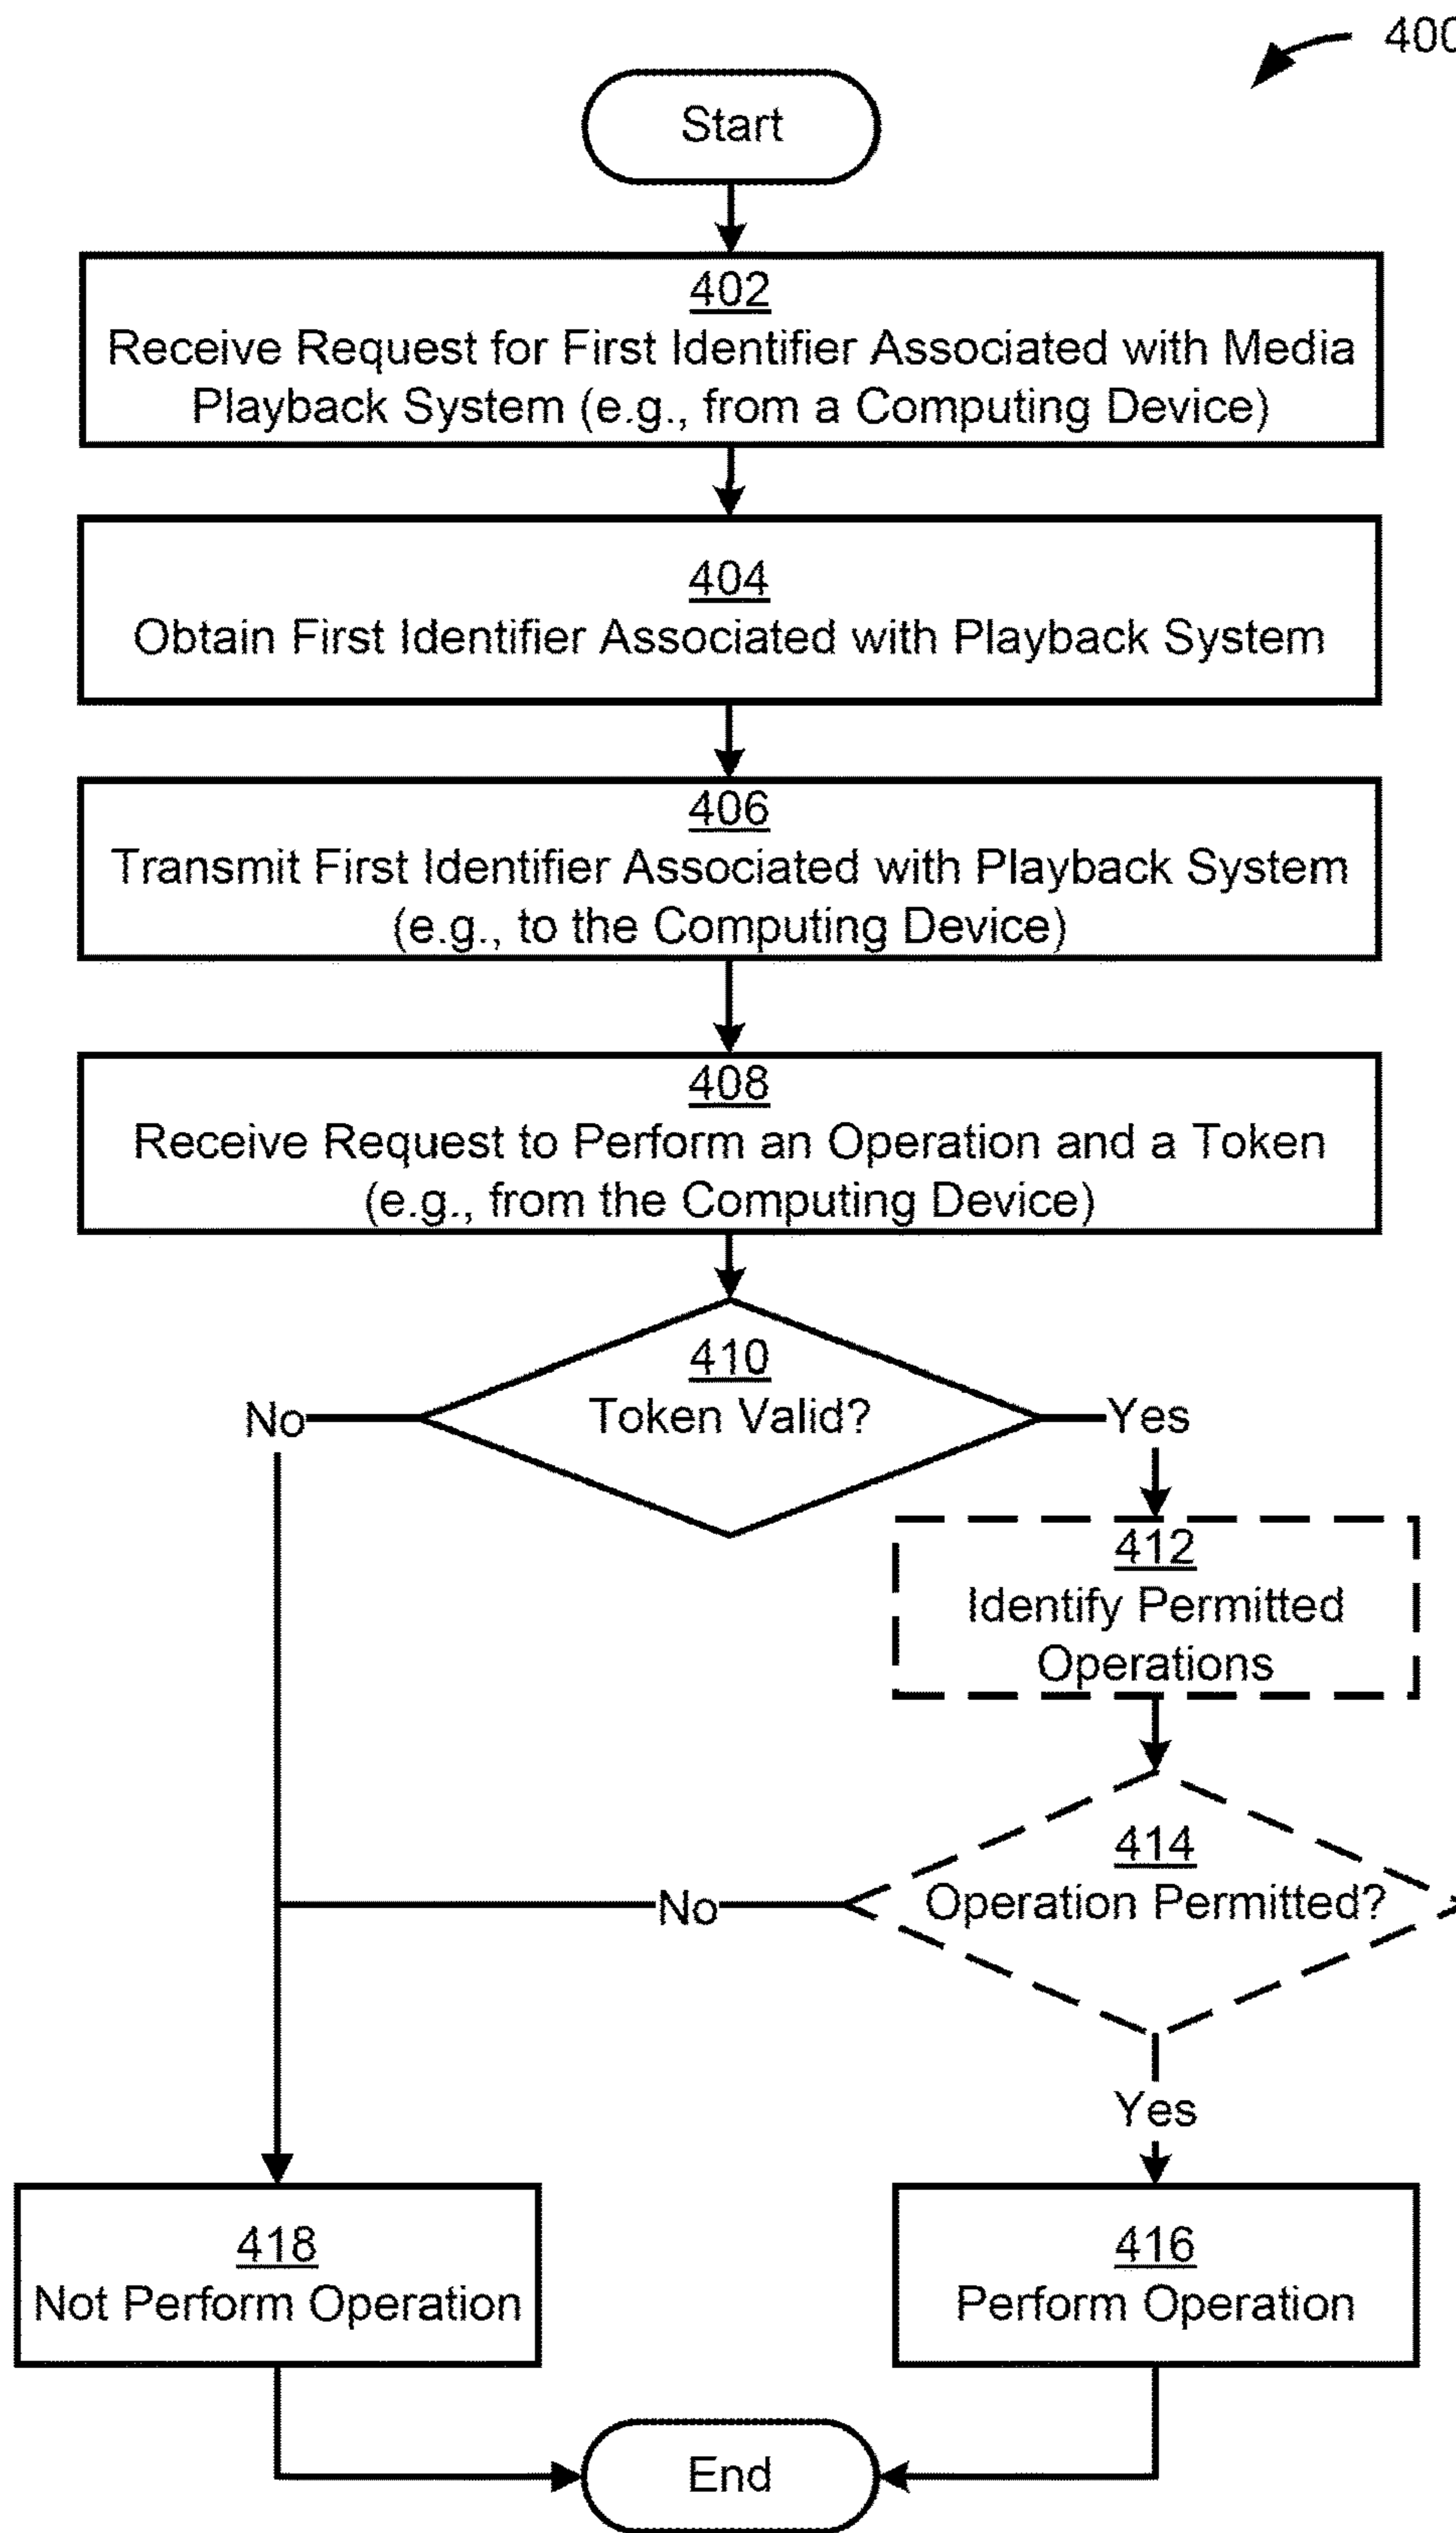 400
Start
402
Receive Request for First Identifier Associated with Media
Playback System (e.g., from a Computing Device)
404
Obtain First Identifier Associated with Playback System
406
Transmit First Identifier Associated with Playback System
(e.g., to the Computing Device)
408
Receive Request to Perform an Operation and a Token
(e.g., from the Computing Device)
410
Token Valid?
No
Yes
412
Identify Permitted
Operations
414
Operation Permitted?
No
Yes
418
Not Perform Operation
416
Perform Operation
End